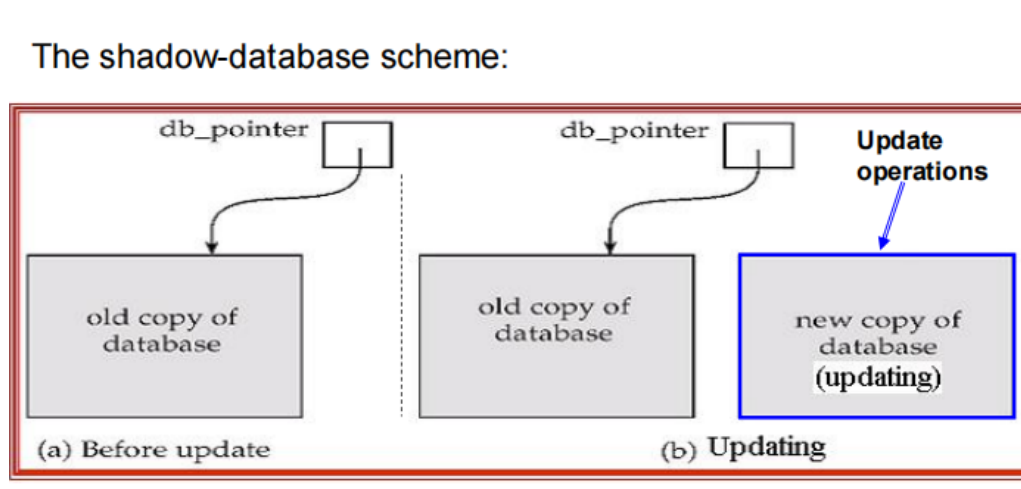 The shadow-database scheme:
db_pointer
old copy of
database
(a) Before update
db_pointer
Update
operations
old copy of
database
new copy of
database
(updating)
(b) Updating